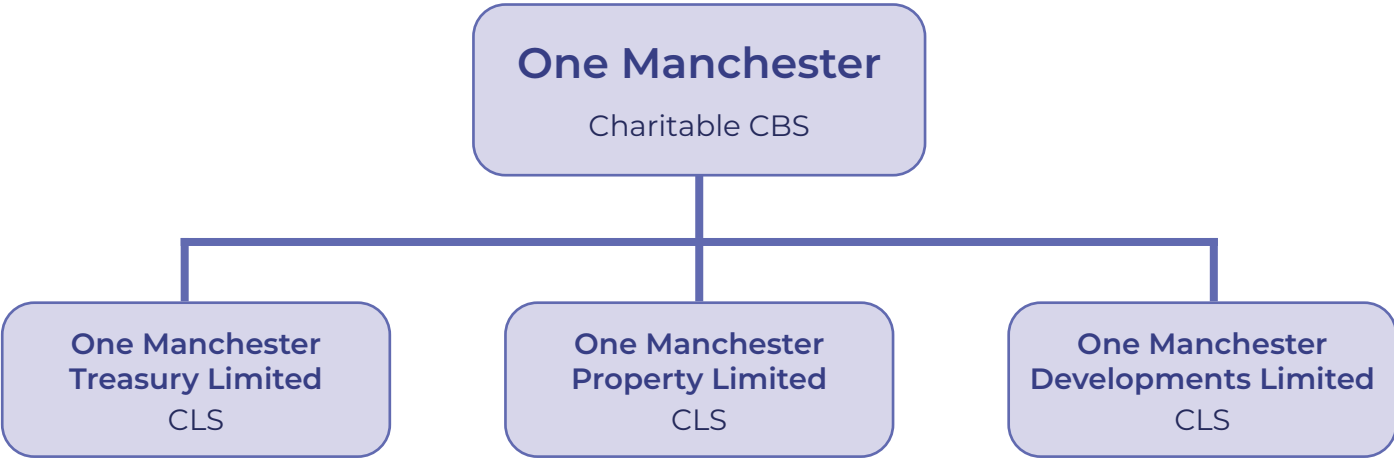 One Manchester
Charitable CBS
One Manchester
Treasury Limited
CLS
One Manchester
Property Limited
CLS
One Manchester
Developments Limited
CLS